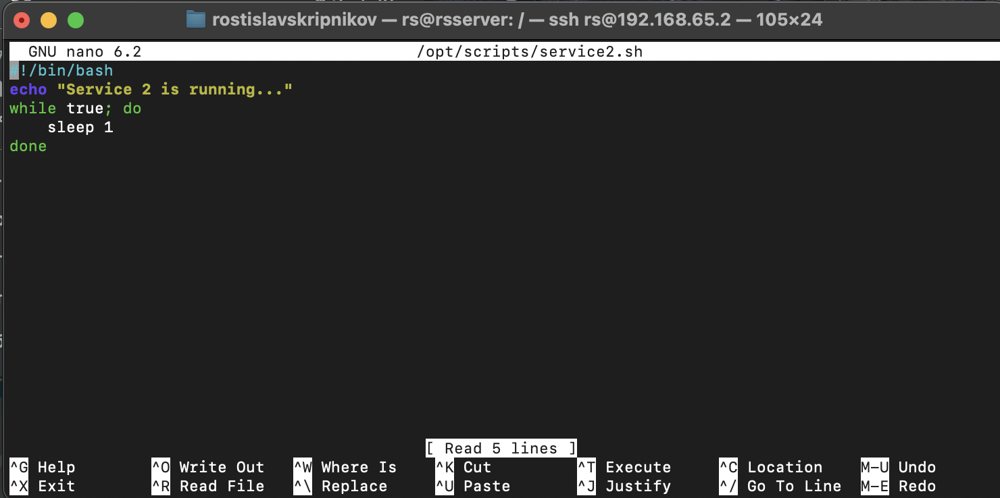 rostislavskripnikov — rs@rsserver: / — ssh rs@192.168.65.2 — 105×24
GNU nano 6.2 /opt/scripts/service2.sh
#!/bin/bash
echo "Service 2 is running..."
while true; do
    sleep 1
done
[ Read 5 lines ]
^G Help ^O Write Out ^W Where Is ^K Cut ^T Execute ^C Location M-U Undo
^X Exit ^R Read File ^\ Replace ^U Paste ^J Justify ^/ Go To Line M-E Redo